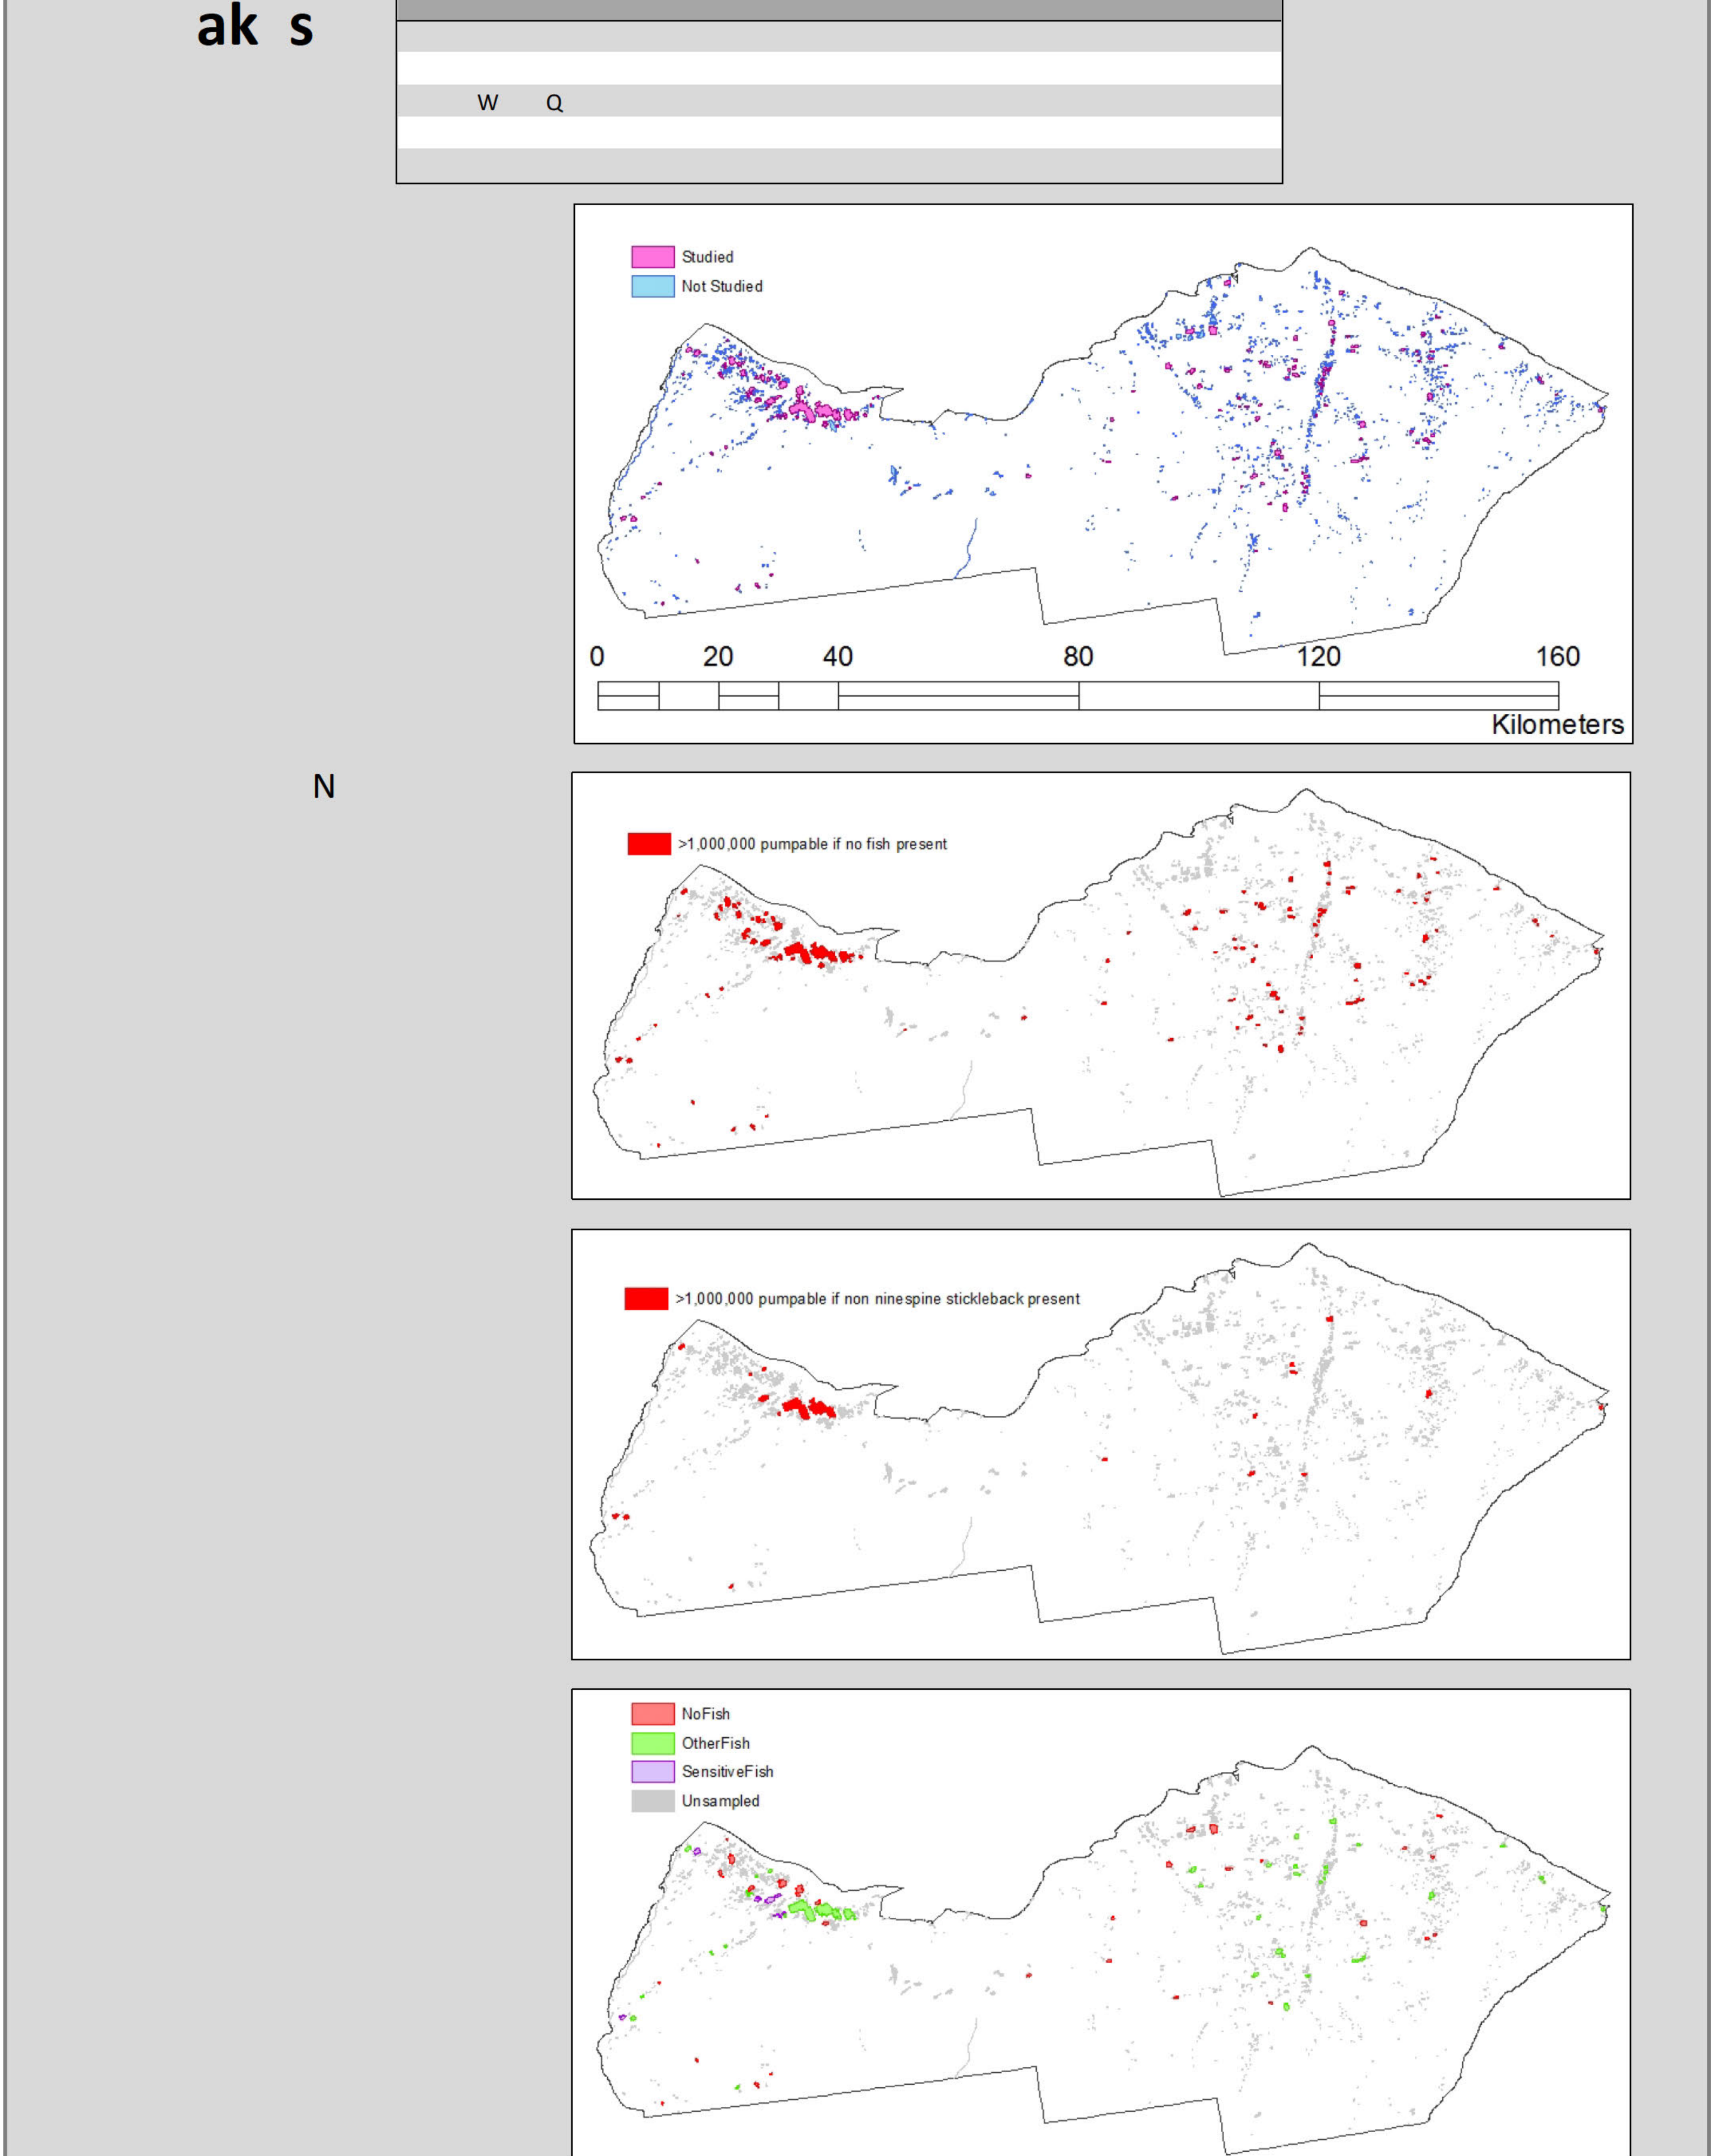 ak s
W Q
Studied
Not Studied
0 20 40 80 120 160
Kilometers
N
>1,000,000 pumpable if no fish present
>1,000,000 pumpable if non ninespine stickleback present
NoFish
OtherFish
SensitiveFish
Unsampled